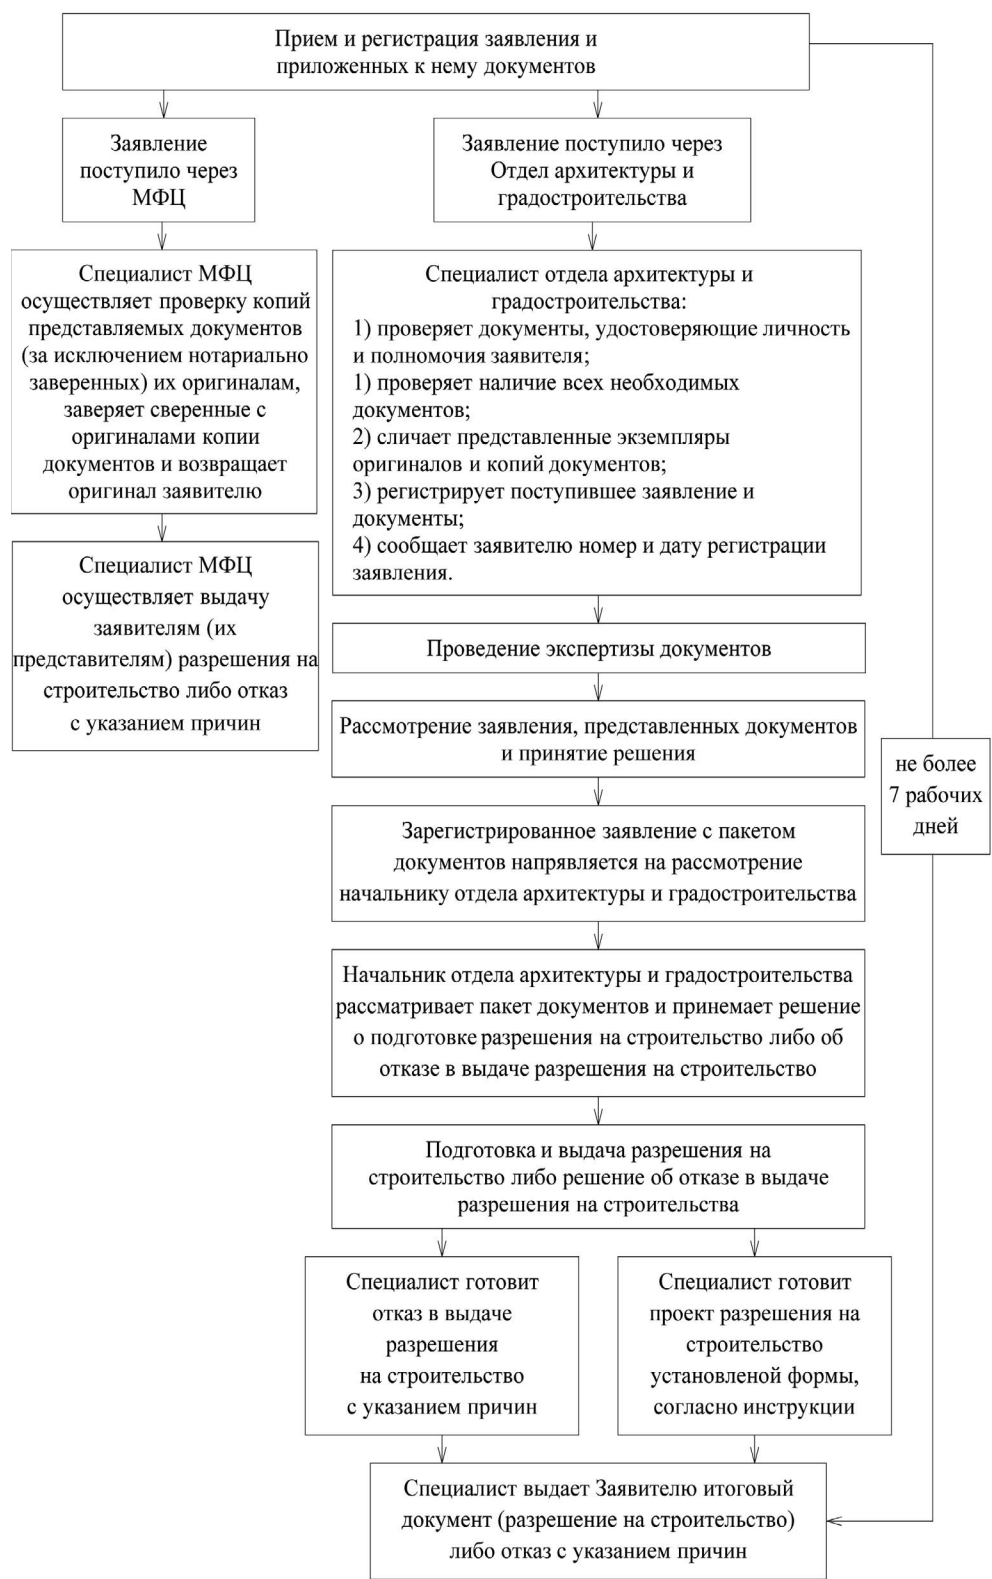 Прием и регистрация заявления и
приложенных к нему документов
Заявление
поступило через
МФЦ
Заявление поступило через
Отдел архитектуры и
градостроительства
Специалист МФЦ
осуществляет проверку копий
представляемых документов
(за исключением нотариально
заверенных) их оригиналам,
заверяет сверенные с
оригиналами копии
документов и возвращает
оригинал заявителю
Специалист отдела архитектуры и
градостроительства:
1) проверяет документы, удостоверяющие личность
и полномочия заявителя;
1) проверяет наличие всех необходимых
документов;
2) сличает представленные экземпляры
оригиналов и копий документов;
3) регистрирует поступившее заявление и
документы;
4) сообщает заявителю номер и дату регистрации
заявления.
Специалист МФЦ
осуществляет выдачу
заявителям (их
представителям) разрешения на
строительство либо отказ
с указанием причин
Проведение экспертизы документов
Рассмотрение заявления, представленных документов
и принятие решения
не более
7 рабочих
дней
Зарегистрированное заявление с пакетом
документов напрявляется на рассмотрение
начальнику отдела архитектуры и градостроительства
Начальник отдела архитектуры и градостроительства
рассматривает пакет документов и принемает решение
о подготовке разрешения на строительство либо об
отказе в выдаче разрешения на строительство
Подготовка и выдача разрешения на
строительство либо решение об отказе в выдаче
разрешения на строительства
Специалист готовит
отказ в выдаче
разрешения
на строительство
с указанием причин
Специалист готовит
проект разрешения на
строительство
установленой формы,
согласно инструкции
Специалист выдает Заявителю итоговый
документ (разрешение на строительство)
либо отказ с указанием причин